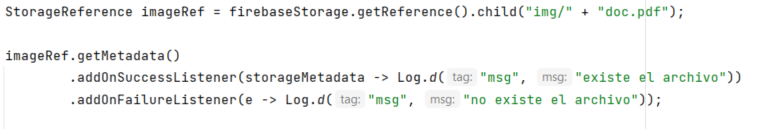 StorageReference imageRef = firebaseStorage.getReference().child("img/" + "doc.pdf");
imageRef.getMetadata()
.addOnSuccessListener(storageMetadata -> Log.d( tag: "msg", msg: "existe el archivo"))
.addOnFailureListener(e -> Log.d( tag: "msg", msg: "no existe el archivo"));